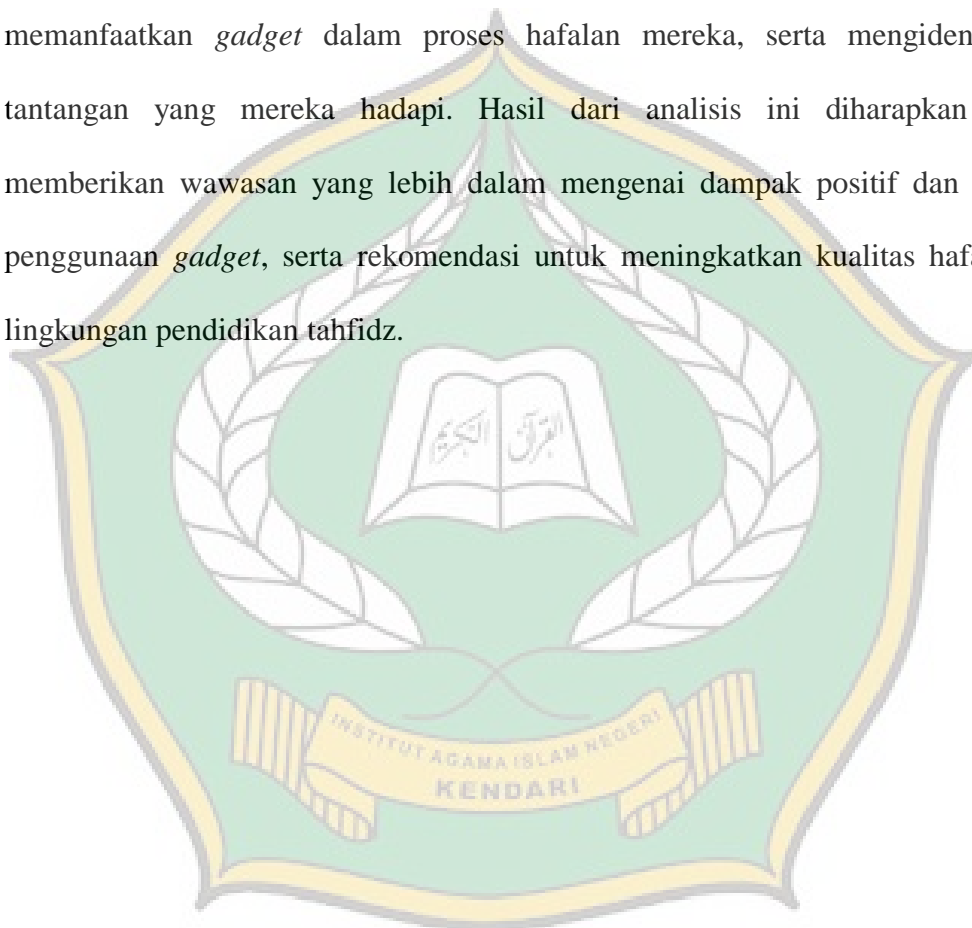 memanfaatkan gadget dalam proses hafalan mereka, serta mengiden
tantangan yang mereka hadapi. Hasil dari analisis ini diharapkan
memberikan wawasan yang lebih dalam mengenai dampak positif dan
penggunaan gadget, serta rekomendasi untuk meningkatkan kualitas hafa
lingkungan pendidikan tahfidz.
القرآن الكريم
INSTITUT AGAMA ISLAM NEGERI
KENDARI